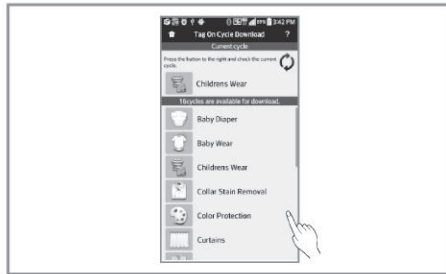 3:42 PM
Tag On Cycle Download ?
Current cycle
Press the button to the right and check the current
cycle.
Childrens Wear
16cycles are available for download.
Baby Diaper
Baby Wear
Childrens Wear
Collar Stain Removal
Color Protection
Curtains